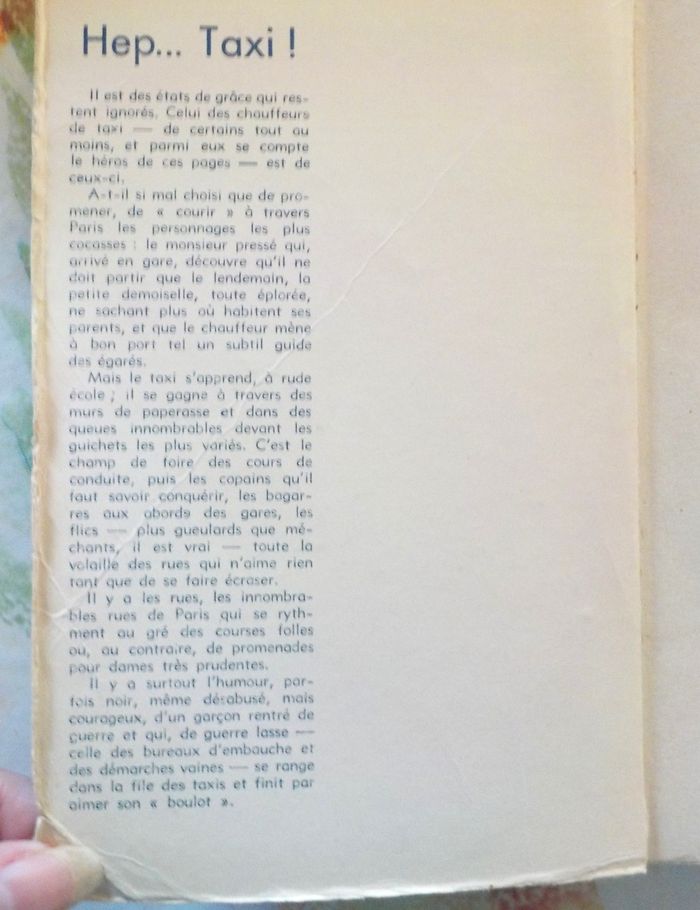 Hep... Taxi !
Il est des états de grâce qui res-
tent ignorés. Celui des chauffeurs
de taxi — de certains tout au
moins, et parmi eux se compte
le héros de ces pages — est de
ceux-ci.
A-t-il si mal choisi que de pro-
mener, de « courir » à travers
Paris les personnages les plus
cocasses : le monsieur pressé qui,
arrivé en gare, découvre qu'il ne
doit partir que le lendemain, la
petite demoiselle, toute éplorée,
ne sachant plus où habitent ses
parents, et que le chauffeur mène
à bon port tel un subtil guide
des égarés.
Mais le taxi s'apprend, à rude
école ; il se gagne à travers des
murs de paperasse et dans des
queues innombrables devant les
guichets les plus variés. C'est le
champ de foire des cours de
conduite, puis les copains qu'il
faut savoir conquérir, les bagar-
res aux abords des gares, les
flics — plus gueulards que mé-
chants, il est vrai — toute la
volaille des rues qui n'aime rien
tant que de se faire écraser.
Il y a les rues, les innombra-
bles rues de Paris qui se ryth-
ment au gré des courses folles
ou, au contraire, de promenades
pour dames très prudentes.
Il y a surtout l'humour, par-
fois noir, même désabusé, mais
courageux, d'un garçon rentré de
guerre et qui, de guerre lasse —
celle des bureaux d'embauche et
des démarches vaines — se range
dans la file des taxis et finit par
aimer son « boulot ».